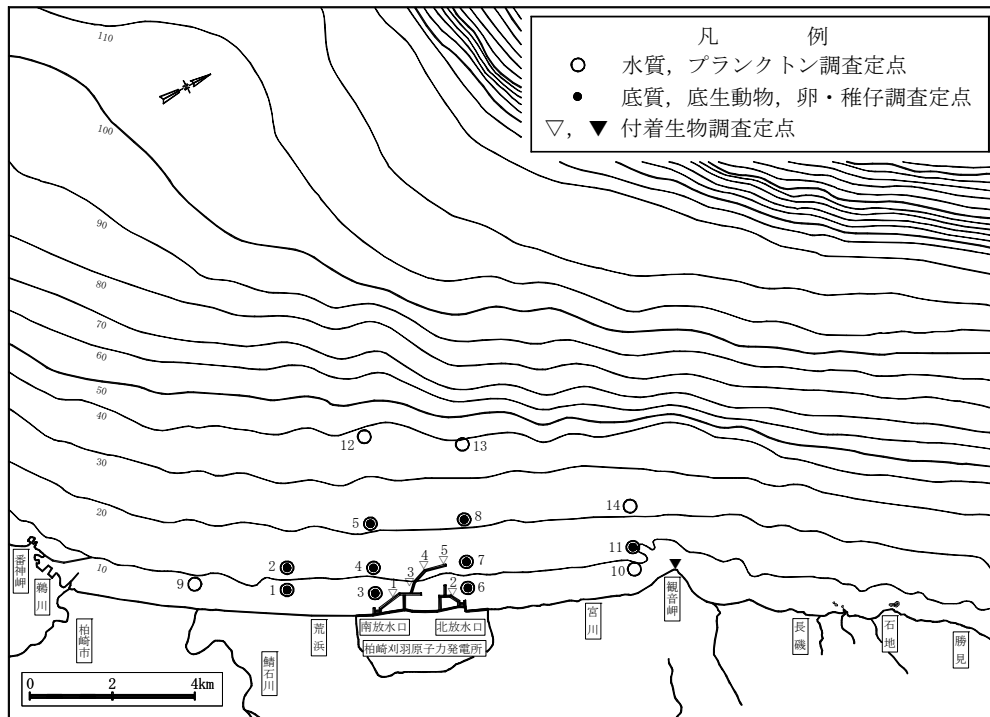 凡 例
水質，プランクトン調査定点
底質，底生動物，卵・稚仔調査定点
▽，▼ 付着生物調査定点
110
100
90
80
70
60
50
40
30
20
10
12
13
14
5
8
11
2
4
7
10
9
1
3
6
1
2
3
4
5
番神岬
鵜川
柏崎市
鯖石川
荒浜
南放水口
北放水口
柏崎刈羽原子力発電所
宮川
観音岬
長磯
石地
勝見
0 2 4km